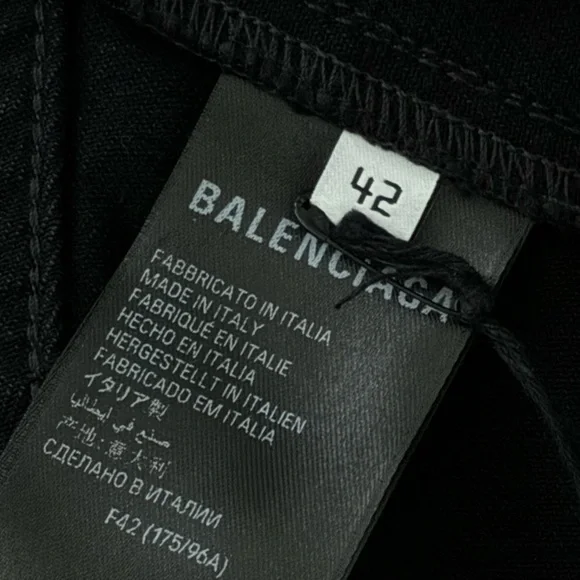 42
BALENCIAGA
FABBRICATO IN ITALIA
MADE IN ITALY
FABRIQUÉ EN ITALIE
HECHO EN ITALIA
HERGESTELLT IN ITALIEN
FABRICADO EM ITALIA
イタリア製
صنع في إيطاليا
产地:意大利
СДЕЛАНО В ИТАЛИИ
F42 (175/96A)